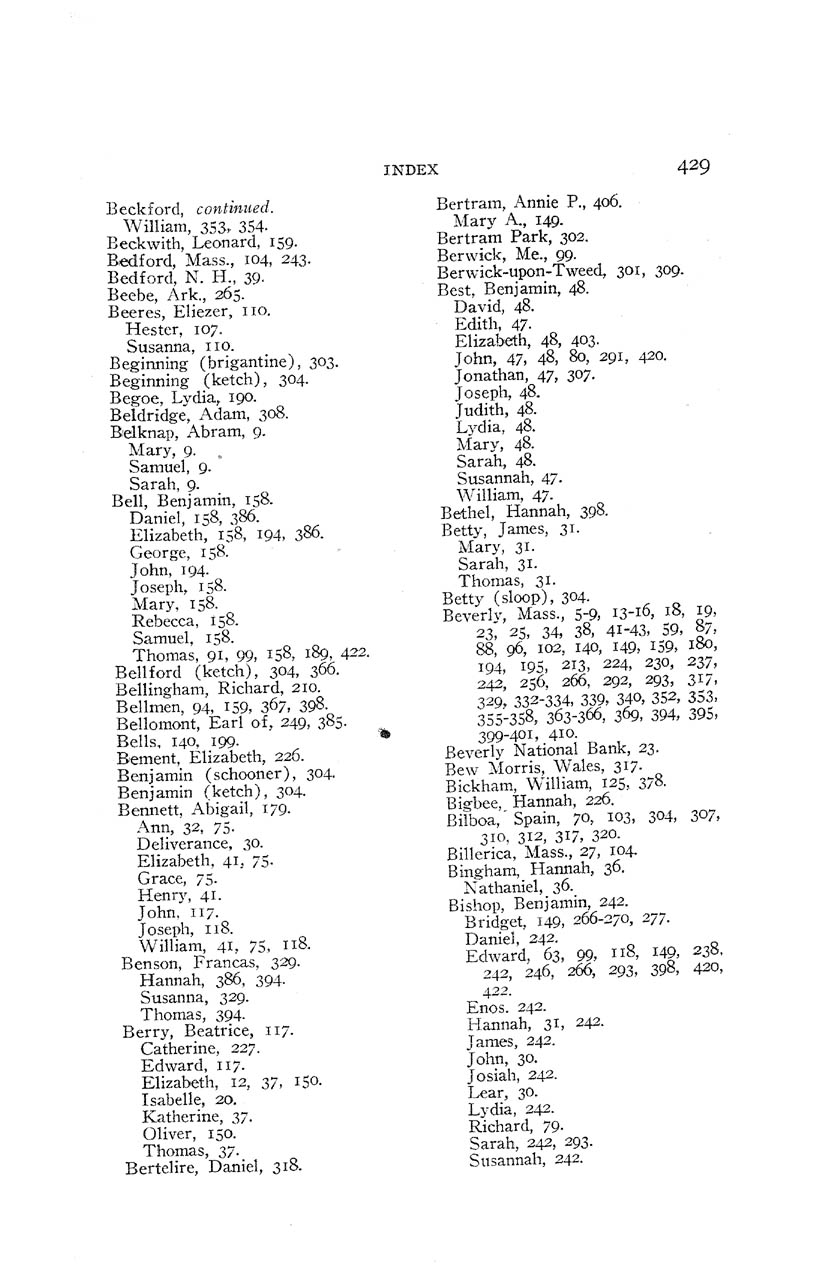 INDEX 429
Beckford, continued.
William, 353, 354.
Beckwith, Leonard, 159.
Bedford, Mass., 104, 243.
Bedford, N. H., 39.
Beebe, Ark., 265.
Beeres, Eliezer, 110.
Hester, 107.
Susanna, 110.
Beginning (brigantine), 303.
Beginning (ketch), 304.
Begoe, Lydia, 190.
Beldridge, Adam, 308.
Belknap, Abram, 9.
Mary, 9.
Samuel, 9.
Sarah, 9.
Bell, Benjamin, 158.
Daniel, 158, 386.
Elizabeth, 158, 194, 386.
George, 158.
John, 194.
Joseph, 158.
Mary, 158.
Rebecca, 158.
Samuel, 158.
Thomas, 91, 99, 158, 189, 422.
Bellford (ketch), 304, 366.
Bellingham, Richard, 210.
Bellmen, 94, 159, 367, 398.
Bellomont, Earl of, 249, 385.
Bells, 140, 199.
Bement, Elizabeth, 226.
Benjamin (schooner), 304.
Benjamin (ketch), 304.
Bennett, Abigail, 179.
Ann, 32, 75.
Deliverance, 30.
Elizabeth, 41, 75.
Grace, 75.
Henry, 41.
John, 117.
Joseph, 118.
William, 41, 75, 118.
Benson, Francas, 329.
Hannah, 386, 394.
Susanna, 329.
Thomas, 394.
Berry, Beatrice, 117.
Catherine, 227.
Edward, 117.
Elizabeth, 12, 37, 150.
Isabelle, 20.
Katherine, 37.
Oliver, 150.
Thomas, 37.
Bertelire, Daniel, 318.
Bertram, Annie P., 406.
Mary A., 149.
Bertram Park, 302.
Berwick, Me., 99.
Berwick-upon-Tweed, 301, 309.
Best, Benjamin, 48.
David, 48.
Edith, 47.
Elizabeth, 48, 403.
John, 47, 48, 80, 291, 420.
Jonathan, 47, 307.
Joseph, 48.
Judith, 48.
Lydia, 48.
Mary, 48.
Sarah, 48.
Susannah, 47.
William, 47.
Bethel, Hannah, 398.
Betty, James, 31.
Mary, 31.
Sarah, 31.
Thomas, 31.
Betty (sloop), 304.
Beverly, Mass., 5-9, 13-16, 18, 19,
23, 25, 34, 38, 41-43, 59, 87,
88, 96, 102, 140, 149, 159, 180,
194, 195, 213, 224, 230, 237,
242, 256, 266, 292, 293, 317,
329, 332-334, 339, 340, 352, 353,
355-358, 363-366, 369, 394, 395,
399-401, 410.
Beverly National Bank, 23.
Bew Morris, Wales, 317.
Bickham, William, 125, 378.
Bigbee, Hannah, 226.
Bilboa, Spain, 70, 103, 304, 307,
310, 312, 317, 320.
Billerica, Mass., 27, 104.
Bingham, Hannah, 36.
Nathaniel, 36.
Bishop, Benjamin, 242.
Bridget, 149, 266-270, 277.
Daniel, 242.
Edward, 63, 99, 118, 149, 238,
242, 246, 266, 293, 398, 420,
422.
Enos. 242.
Hannah, 31, 242.
James, 242.
John, 30.
Josiah, 242.
Lear, 30.
Lydia, 242.
Richard, 79.
Sarah, 242, 293.
Susannah, 242.